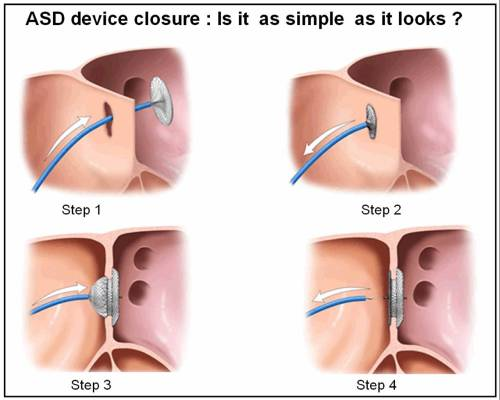 ASD device closure : Is it as simple as it looks ?
Step 1
Step 2
Step 3
Step 4